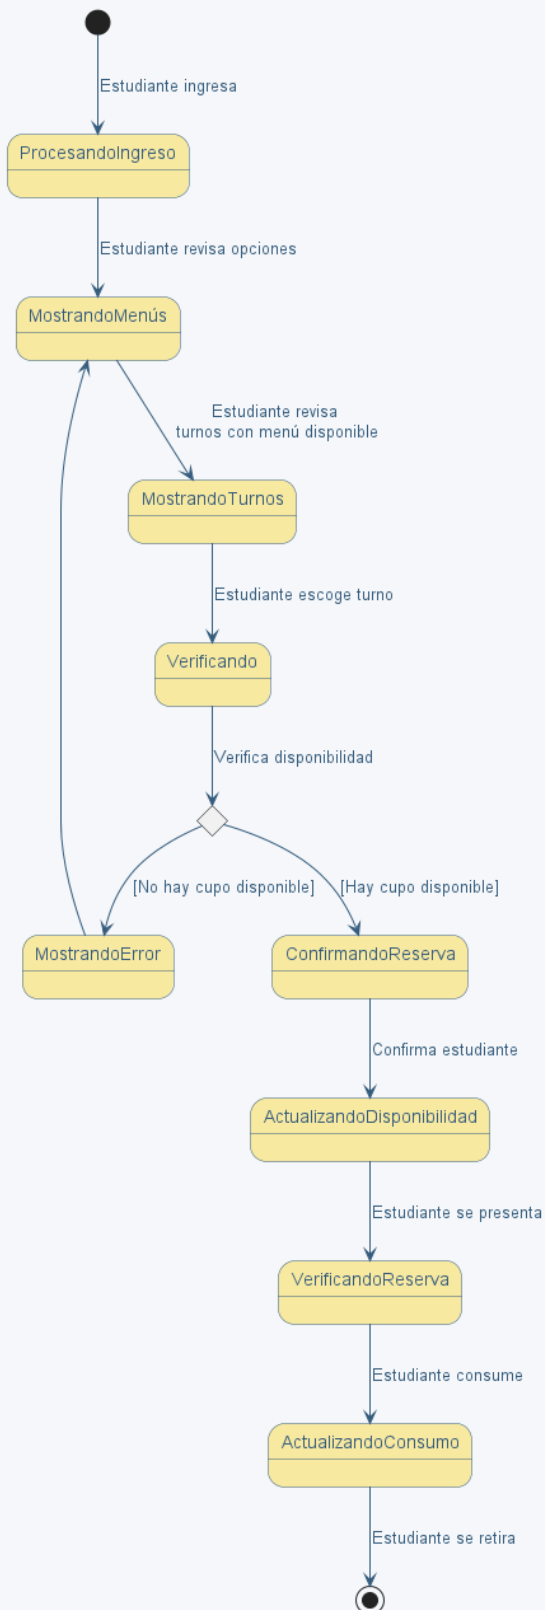 Estudiante ingresa
ProcesandoIngreso
Estudiante revisa opciones
MostrandoMenús
Estudiante revisa
turnos con menú disponible
MostrandoTurnos
Estudiante escoge turno
Verificando
Verifica disponibilidad
[No hay cupo disponible]
[Hay cupo disponible]
MostrandoError
ConfirmandoReserva
Confirma estudiante
ActualizandoDisponibilidad
Estudiante se presenta
VerificandoReserva
Estudiante consume
ActualizandoConsumo
Estudiante se retira